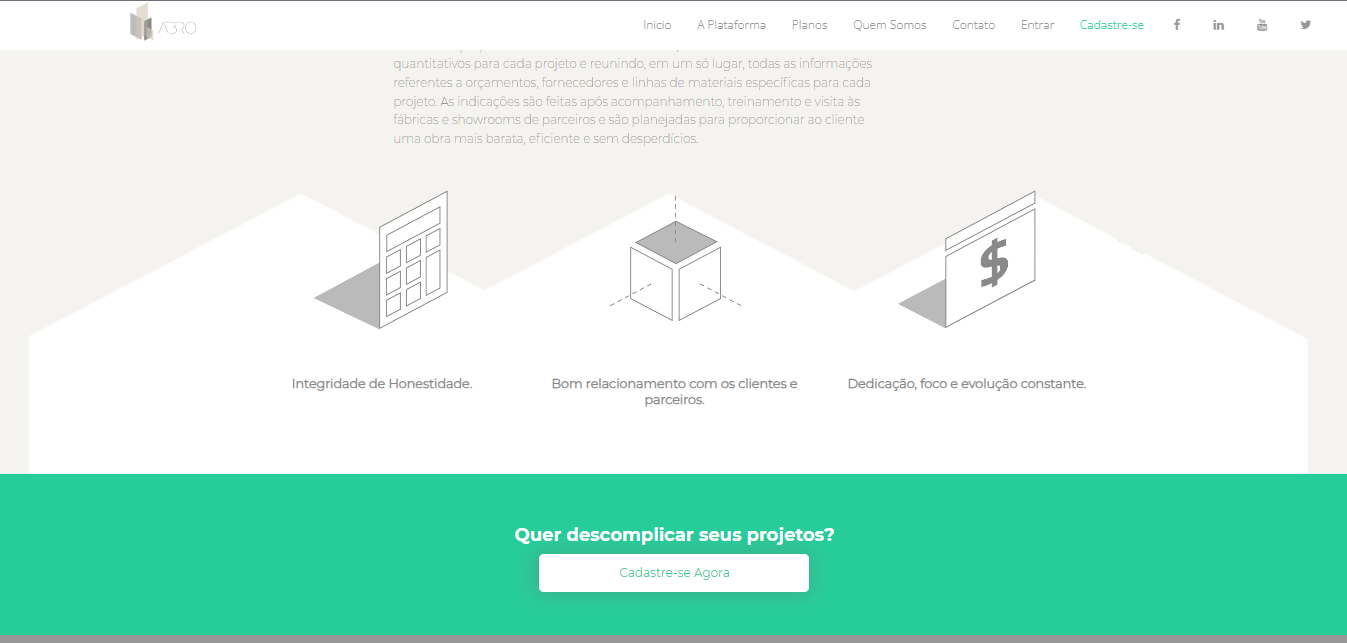 ABRO
Inicio A Plataforma Planos Quem Somos Contato Entrar Cadastre-se
quantitativos para cada projeto e reunindo, em um só lugar, todas as informações
referentes a orçamentos, fornecedores e linhas de materiais específicas para cada
projeto. As indicações são feitas após acompanhamento, treinamento e visita às
fábricas e showrooms de parceiros e são planejadas para proporcionar ao cliente
uma obra mais barata, eficiente e sem desperdícios.
$
Integridade de Honestidade.
Bom relacionamento com os clientes e
parceiros.
Dedicação, foco e evolução constante.
Quer descomplicar seus projetos?
Cadastre-se Agora